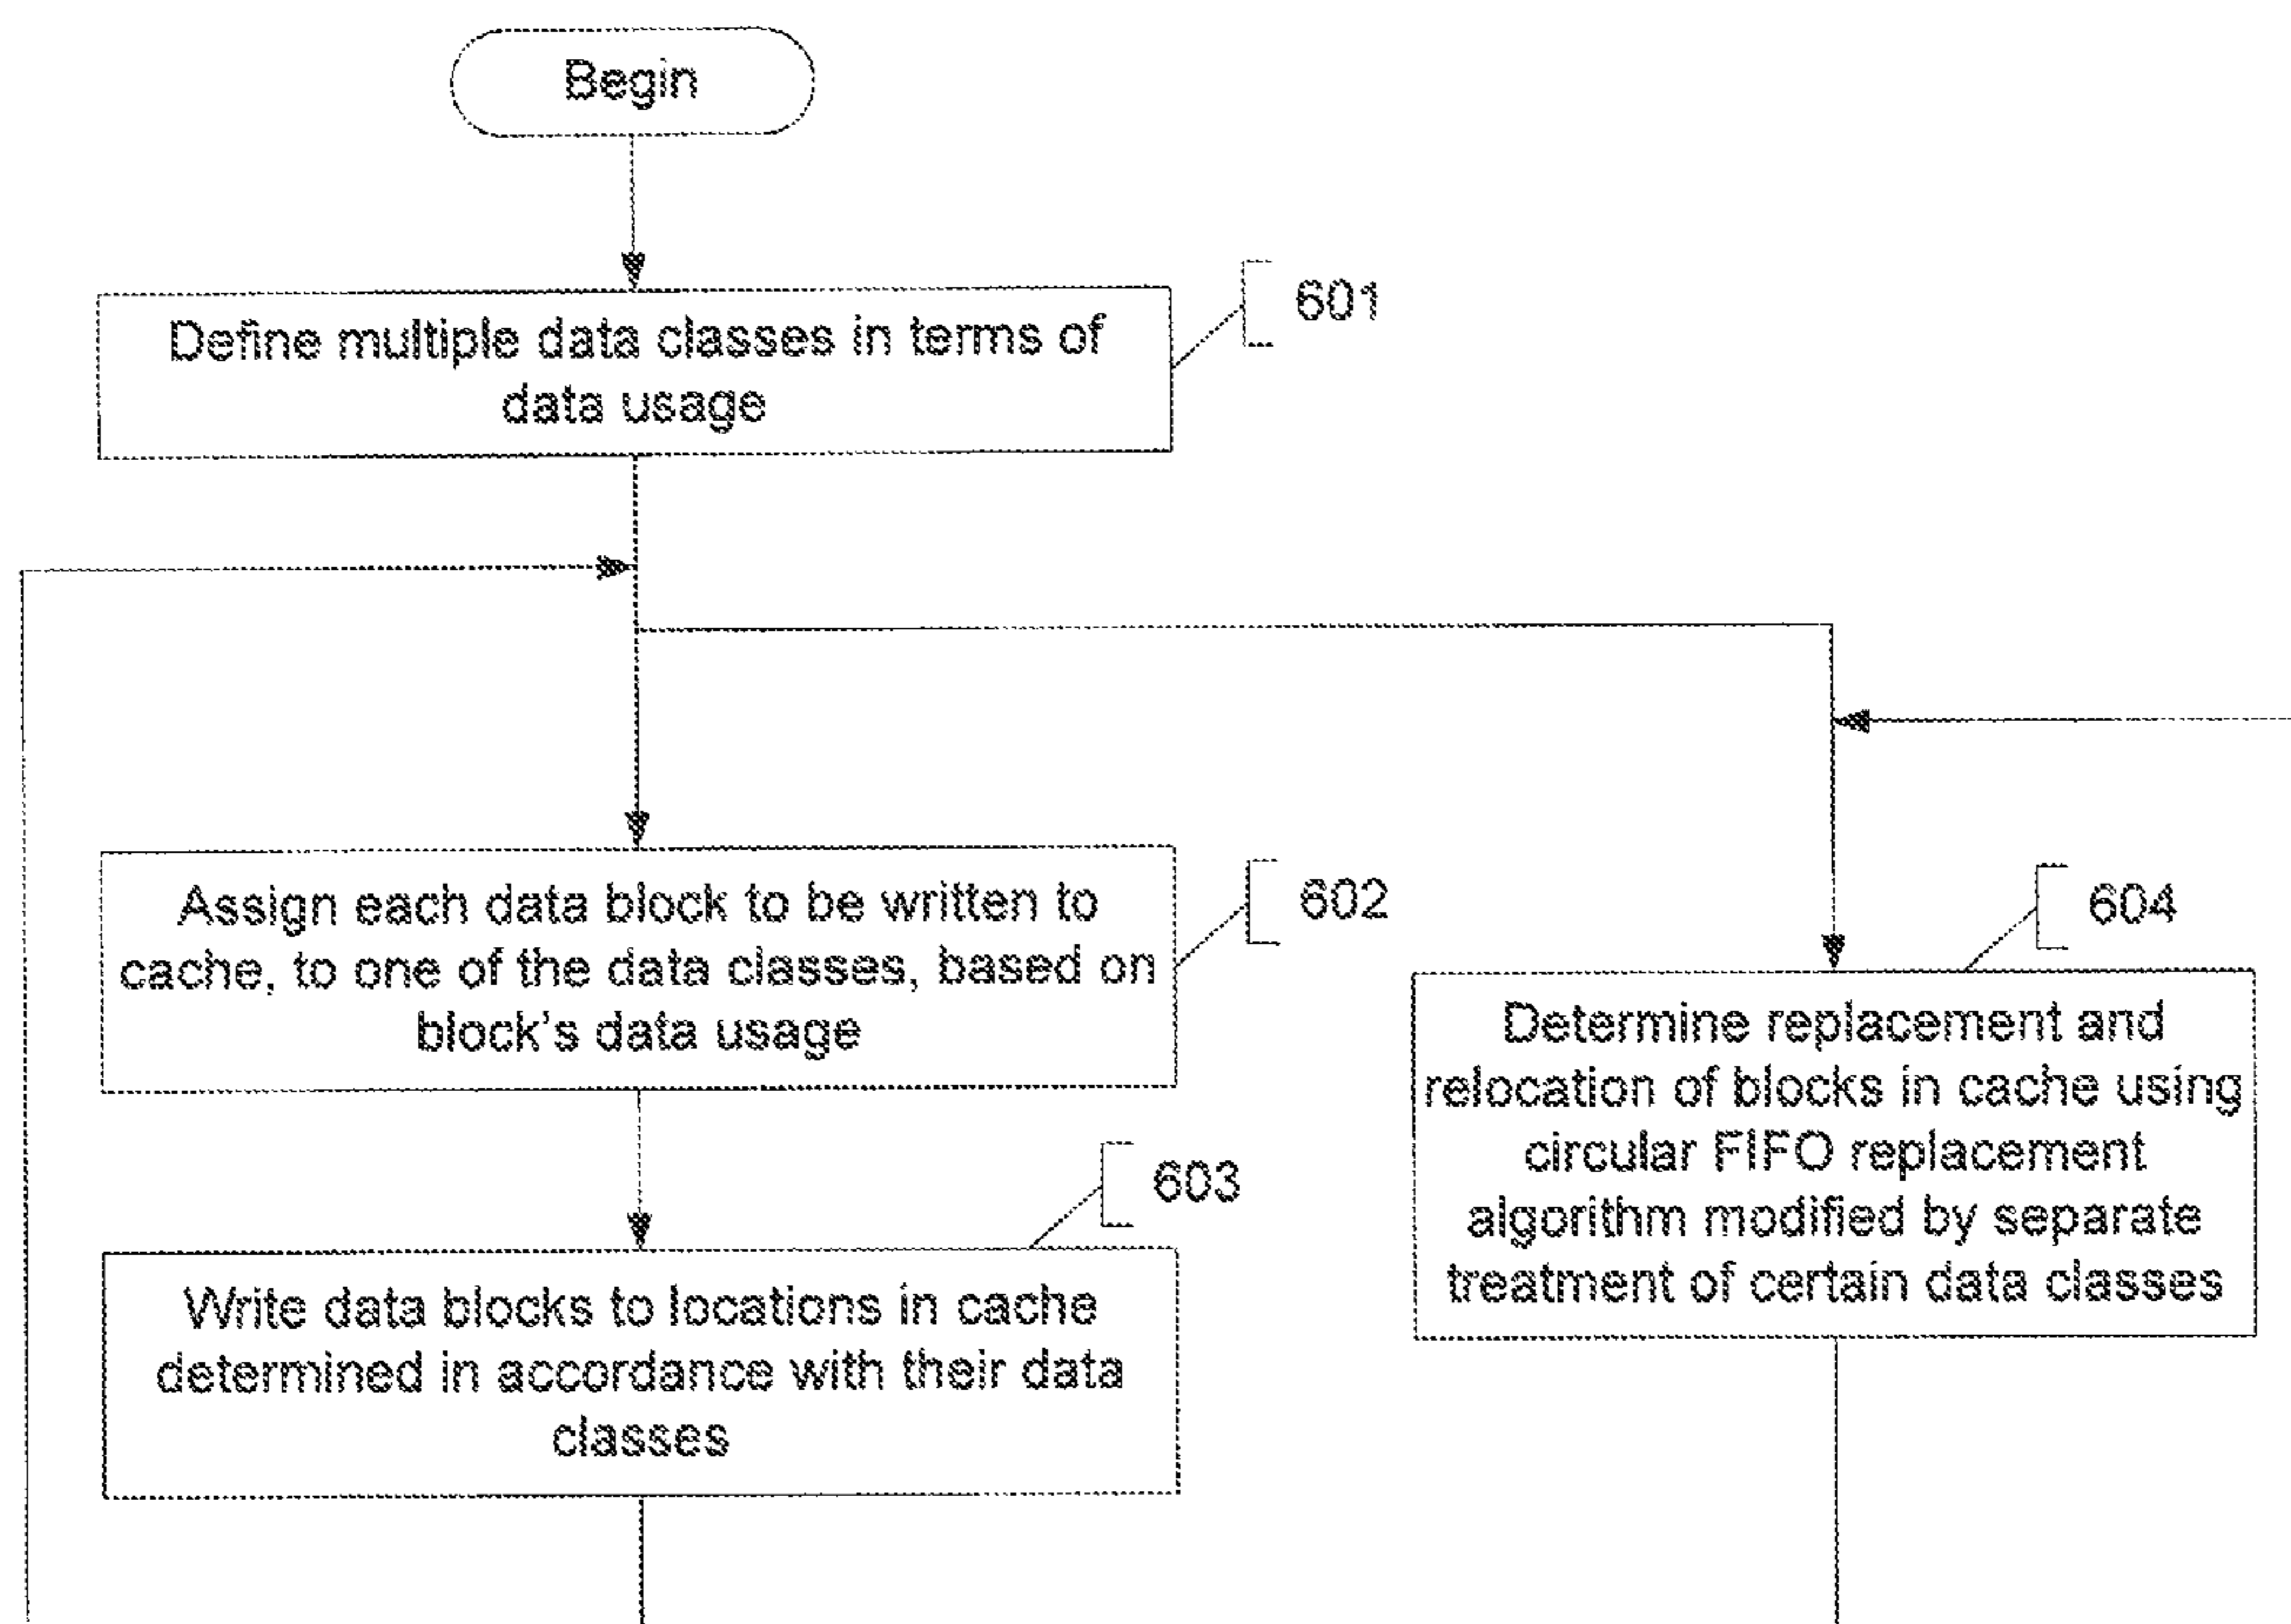 Begin
601
Define multiple data classes in terms of
data usage
602
Assign each data block to be written to
cache, to one of the data classes, based on
block's data usage
603
Write data blocks to locations in cache
determined in accordance with their data
classes
604
Determine replacement and
relocation of blocks in cache using
circular FIFO replacement
algorithm modified by separate
treatment of certain data classes